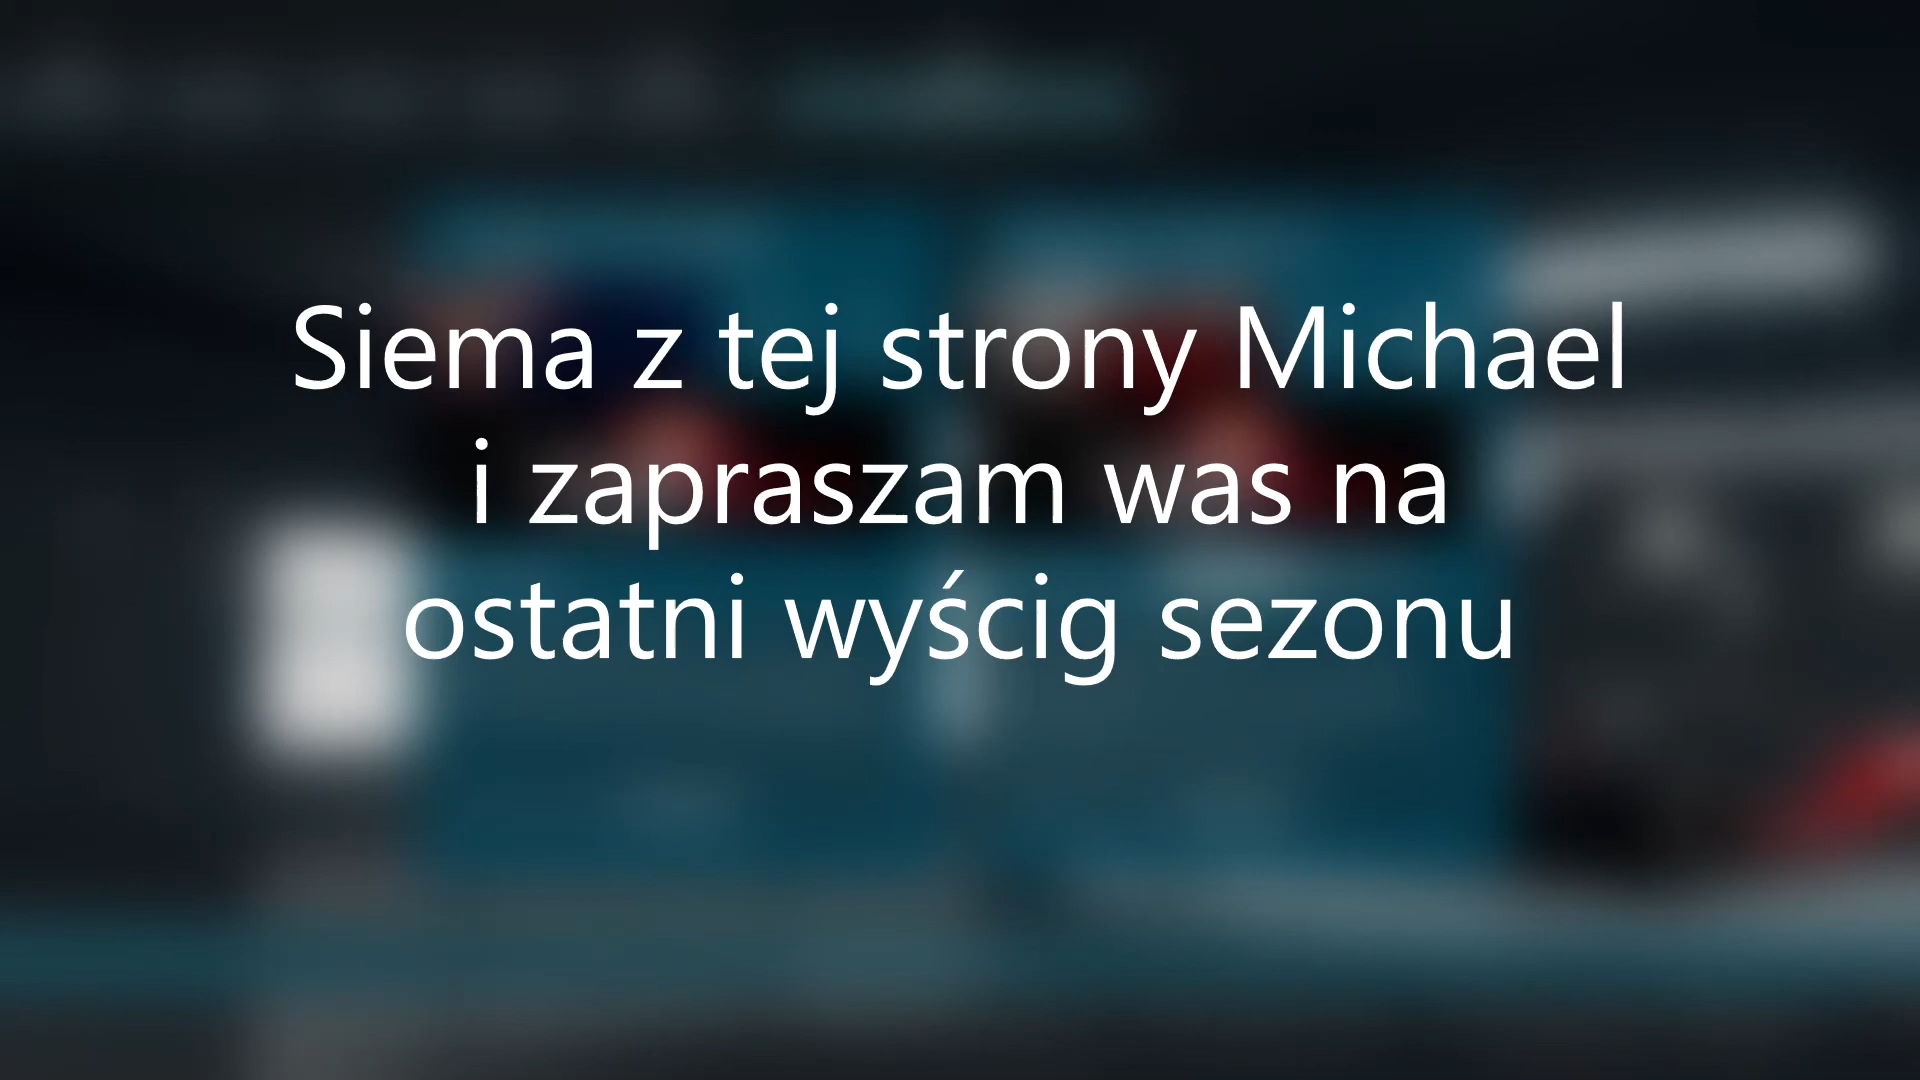 Siema z tej strony Michael
i zapraszam was na
ostatni wyścig sezonu